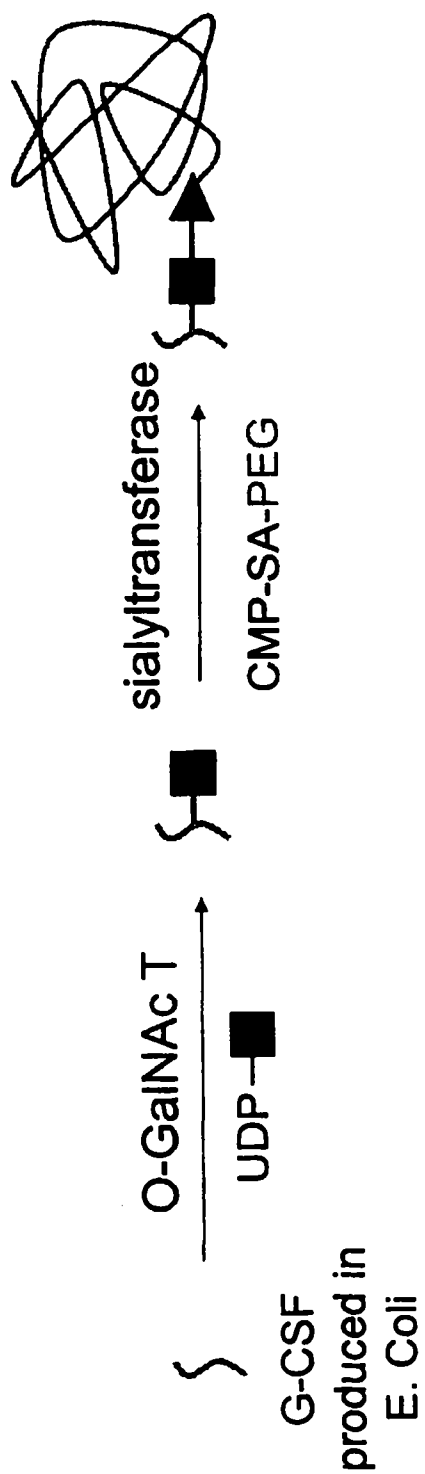 G-CSF
produced in
E. Coli
O-GalNAc T
UDP
sialyltransferase
CMP-SA-PEG